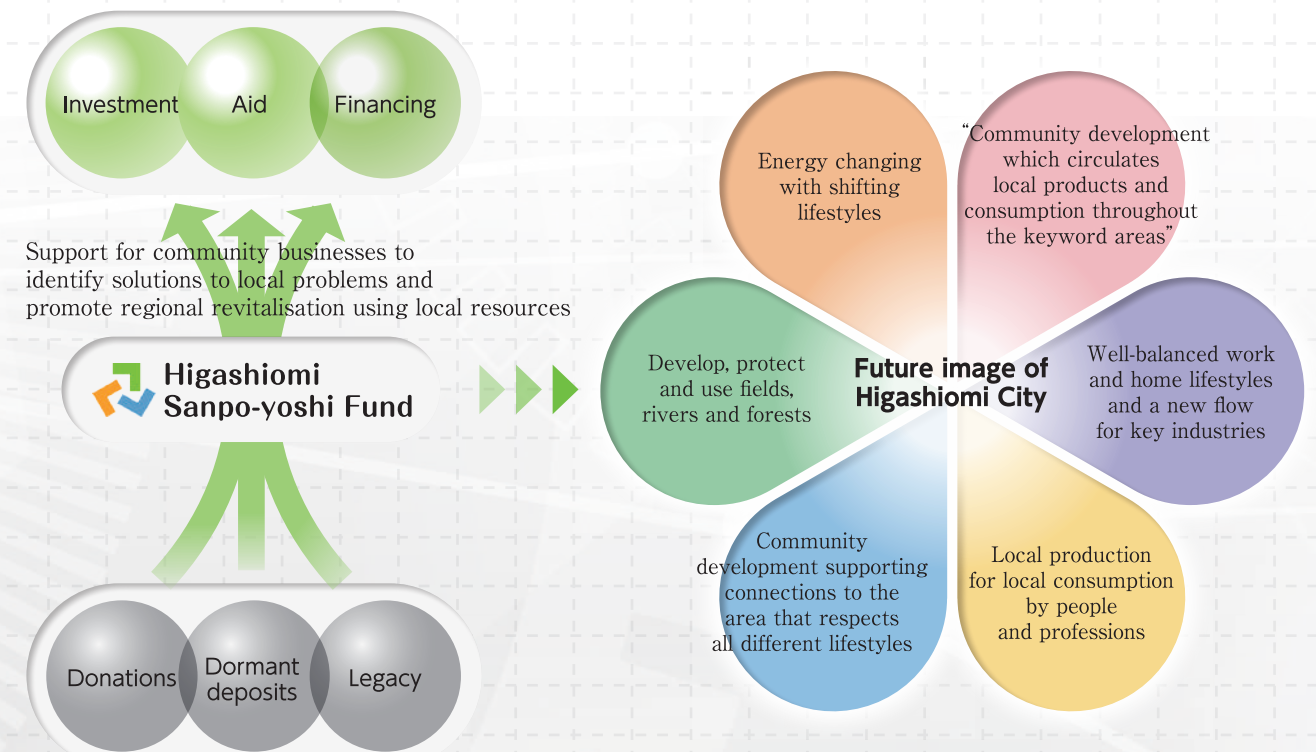 Investment
Aid
Financing
Support for community businesses to
identify solutions to local problems and
promote regional revitalisation using local resources
Higashiomi
Sanpo-yoshi Fund
Donations
Dormant
deposits
Legacy
Energy changing
with shifting
lifestyles
“Community development
which circulates
local products and
consumption throughout
the keyword areas”
Develop, protect
and use fields,
rivers and forests
Future image of
Higashiomi City
Well-balanced work
and home lifestyles
and a new flow
for key industries
Community
development supporting
connections to the
area that respects
all different lifestyles
Local production
for local consumption
by people
and professions